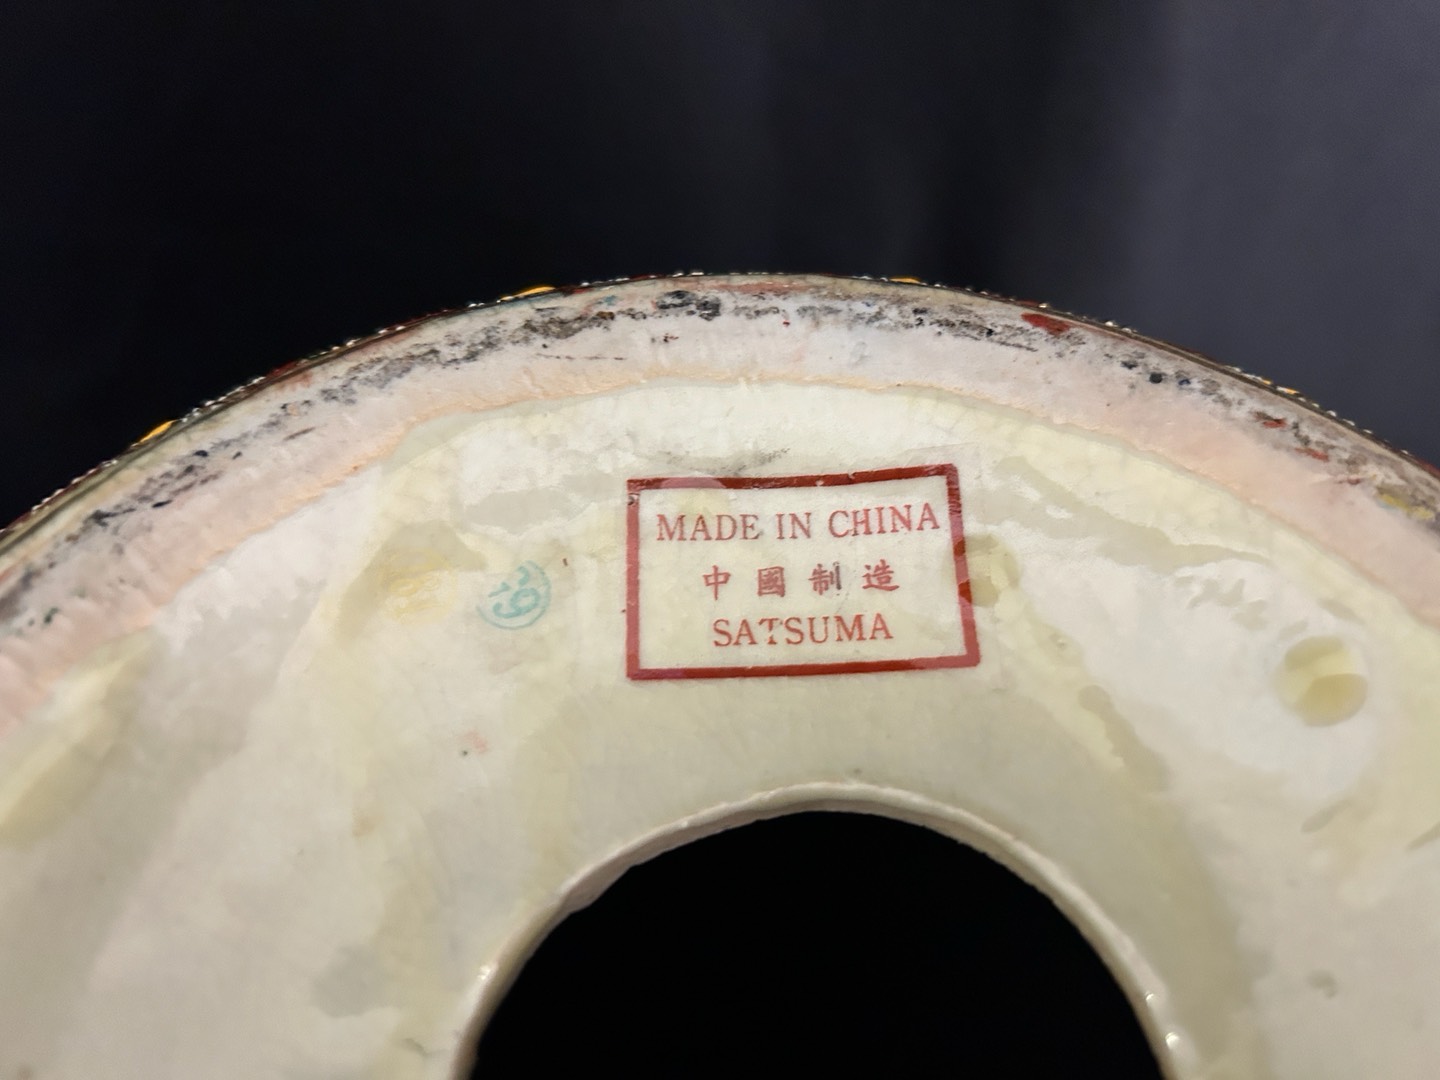 MADE IN CHINA
中國制造
SATSUMA